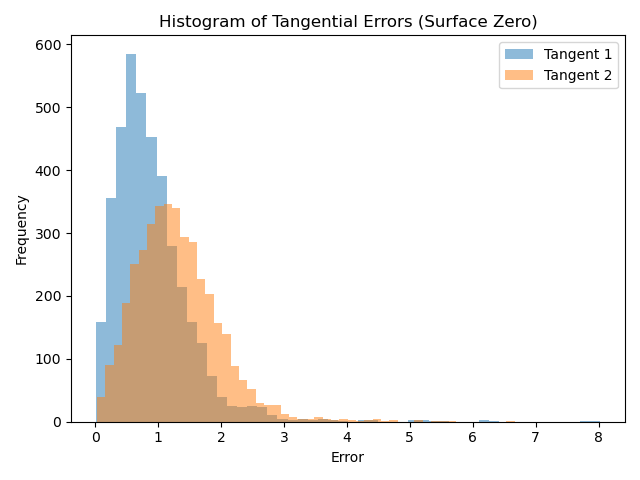 Histogram of Tangential Errors (Surface Zero)
Tangent 1
Tangent 2
Frequency
600
500
400
300
200
100
0
0 1 2 3 4 5 6 7 8
Error